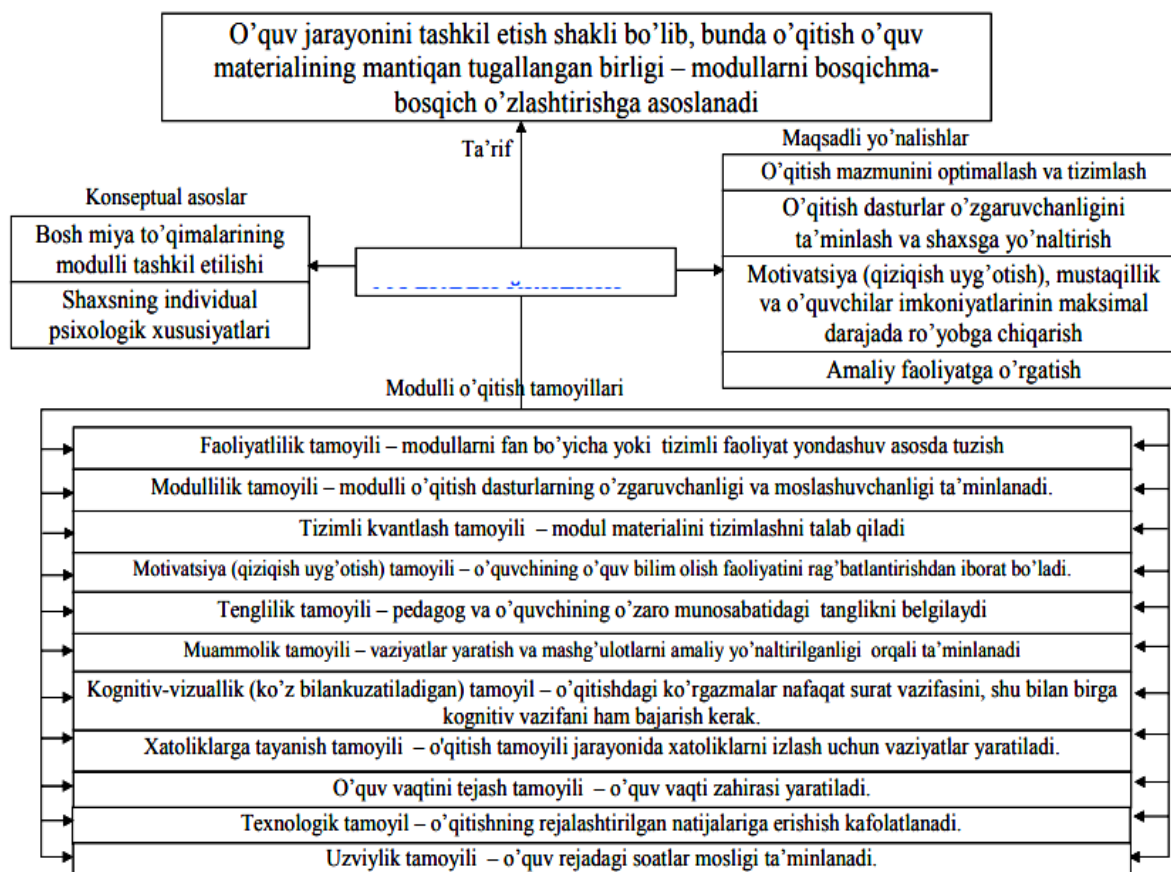 O’quv jarayonini tashkil etish shakli bo’lib, bunda o’qitish o’quv
materialining mantiqan tugallangan birligi – modullarni bosqichma-
bosqich o’zlashtirishga asoslanadi
Ta’rif
Konseptual asoslar
Bosh miya to’qimalarining
modulli tashkil etilishi
Shaxsning individual
psixologik xususiyatlari
Maqsadli yo’nalishlar
O’qitish mazmunini optimallash va tizimlash
O’qitish dasturlar o’zgaruvchanligini
ta’minlash va shaxsga yo’naltirish
Motivatsiya (qiziqish uyg’otish), mustaqillik
va o’quvchilar imkoniyatlarinin maksimal
darajada ro’yobga chiqarish
Amaliy faoliyatga o’rgatish
Modulli o’qitish tamoyillari
Faoliyatlilik tamoyili – modullarni fan bo’yicha yoki tizimli faoliyat yondashuv asosda tuzish
Modullilik tamoyili – modulli o’qitish dasturlarning o’zgaruvchanligi va moslashuvchanligi ta’minlanadi.
Tizimli kvantlash tamoyili – modul materialini tizimlashni talab qiladi
Motivatsiya (qiziqish uyg’otish) tamoyili – o’quvchining o’quv bilim olish faoliyatini rag’batlantirishdan iborat bo’ladi.
Tenglilik tamoyili – pedagog va o’quvchining o’zaro munosabatidagi tanglikni belgilaydi
Muammolik tamoyili – vaziyatlar yaratish va mashg’ulotlarni amaliy yo’naltirilganligi orqali ta’minlanadi
Kognitiv-vizuallik (ko’z bilankuzatiladigan) tamoyil – o’qitishdagi ko’rgazmalar nafaqat surat vazifasini, shu bilan birga
kognitiv vazifani ham bajarish kerak.
Xatoliklarga tayanish tamoyili – o'qitish tamoyili jarayonida xatoliklarni izlash uchun vaziyatlar yaratiladi.
O’quv vaqtini tejash tamoyili – o’quv vaqti zahirasi yaratiladi.
Texnologik tamoyil – o’qitishning rejalashtirilgan natijalariga erishish kafolatlanadi.
Uzviylik tamoyili – o’quv rejadagi soatlar mosligi ta’minlanadi.